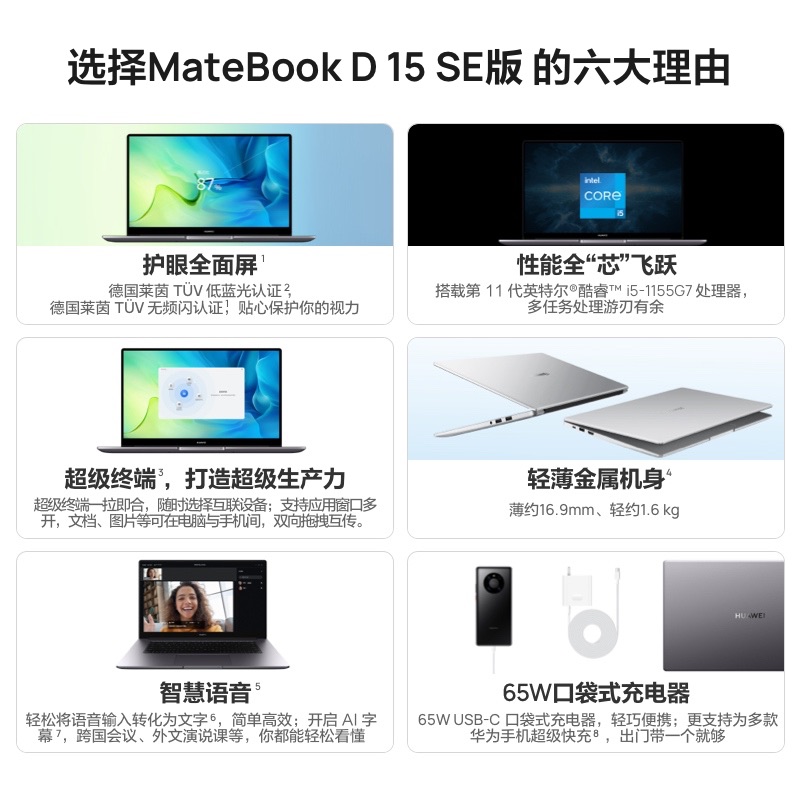 选择MateBook D 15 SE版 的六大理由
87
intel
CORE
i5
护眼全面屏1
德国莱茵 TÜV 低蓝光认证2,
德国莱茵 TÜV 无频闪认证1, 贴心保护你的视力
性能全“芯”飞跃
搭载第 11 代英特尔®酷睿™ i5-1155G7 处理器，
多任务处理游刃有余
超级终端3，打造超级生产力
超级终端一拉即合，随时选择互联设备；支持应用窗口多
开，文档、图片等可在电脑与手机间，双向拖拽互传。
轻薄金属机身4
薄约16.9mm、轻约1.6 kg
智慧语音5
轻松将语音输入转化为文字6，简单高效；开启 AI 字
幕7，跨国会议、外文演说课等，你都能轻松看懂
HUAWEI
65W口袋式充电器
65W USB-C 口袋式充电器，轻巧便携；更支持为多款
华为手机超级快充8，出门带一个就够